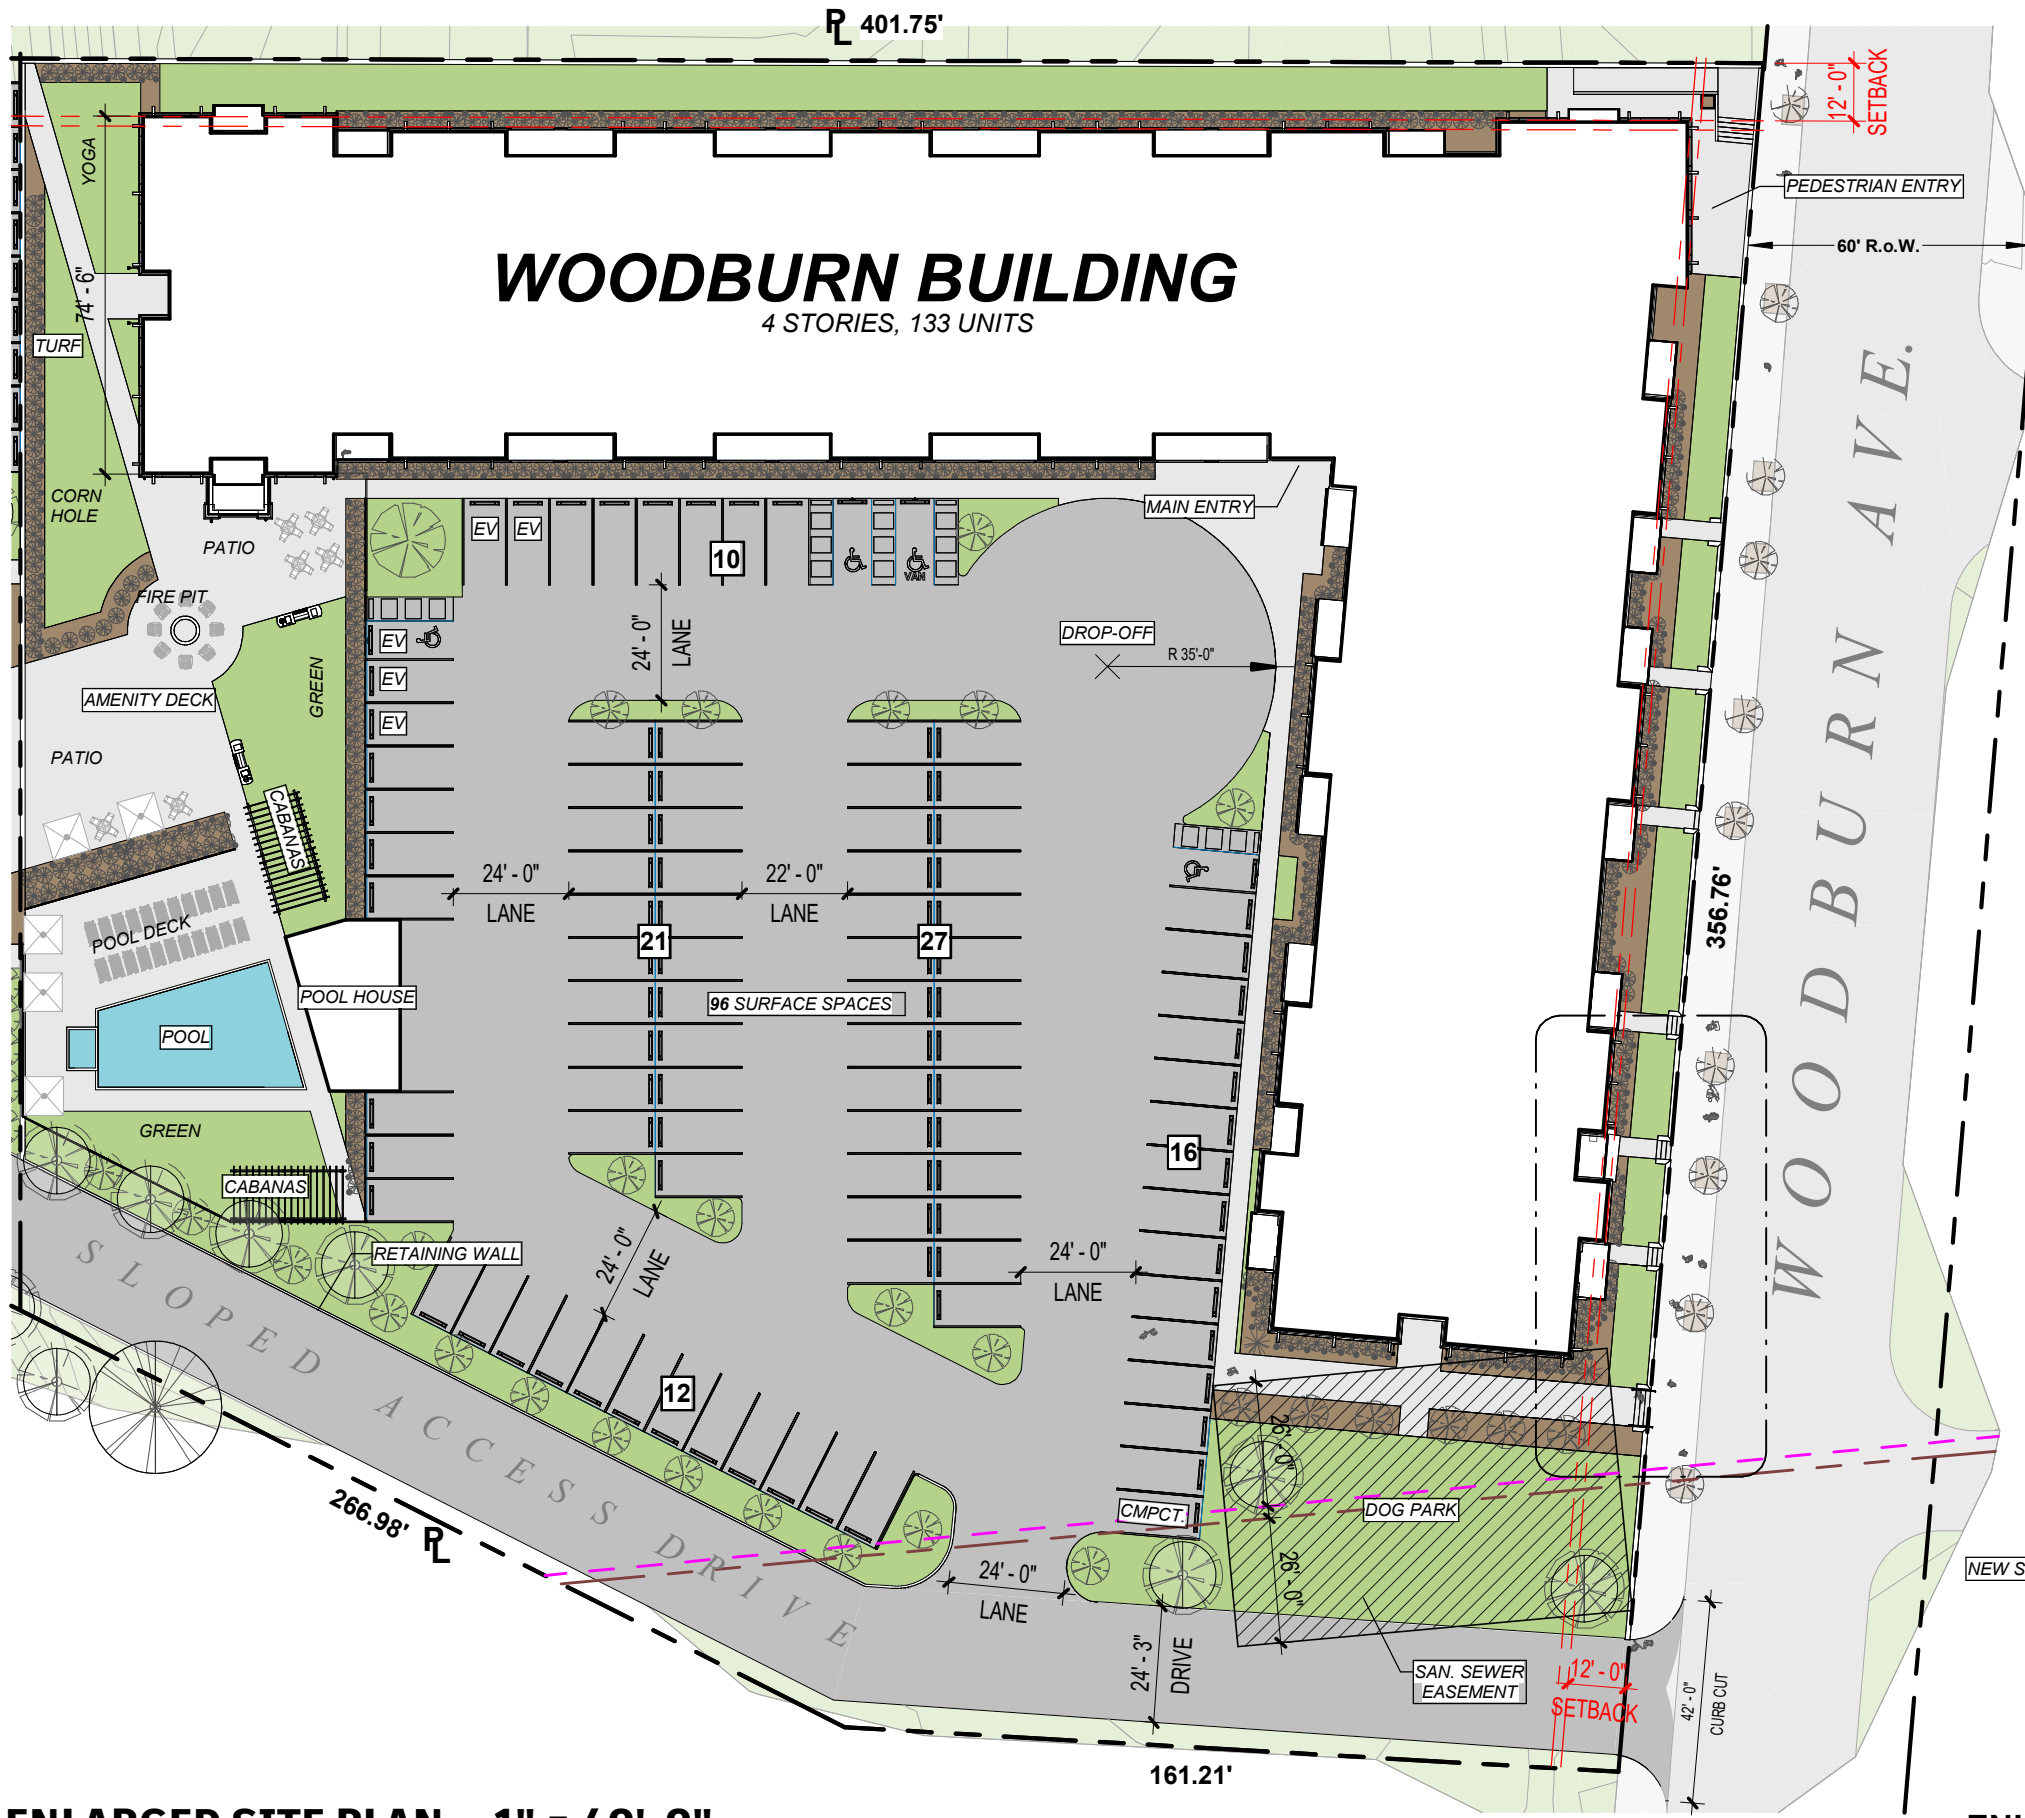 PL 401.75'
12' - 0"
SETBACK
YOGA
PEDESTRIAN ENTRY
60' R.o.W.
WOODBURN BUILDING
4 STORIES, 133 UNITS
74' - 6"
TURF
CORN
HOLE
MAIN ENTRY
EV
EV
10
VAN
PATIO
FIRE PIT
EV
EV
EV
24' - 0"
LANE
DROP-OFF
R 35'-0"
GREEN
AMENITY DECK
PATIO
CABANAS
24' - 0"
LANE
22' - 0"
LANE
WOODBURN AVE.
356.76'
POOL DECK
21
27
POOL HOUSE
96 SURFACE SPACES
POOL
GREEN
16
CABANAS
RETAINING WALL
24' - 0"
LANE
24' - 0"
LANE
SLOPED ACCESS DRIVE
12
26' - 0"
CMPCT.
DOG PARK
266.98' PL
26' - 0"
24' - 0"
LANE
NEW S
24' - 3"
DRIVE
SAN. SEWER
EASEMENT
12' - 0"
SETBACK
42' - 0"
CURB CUT
161.21'